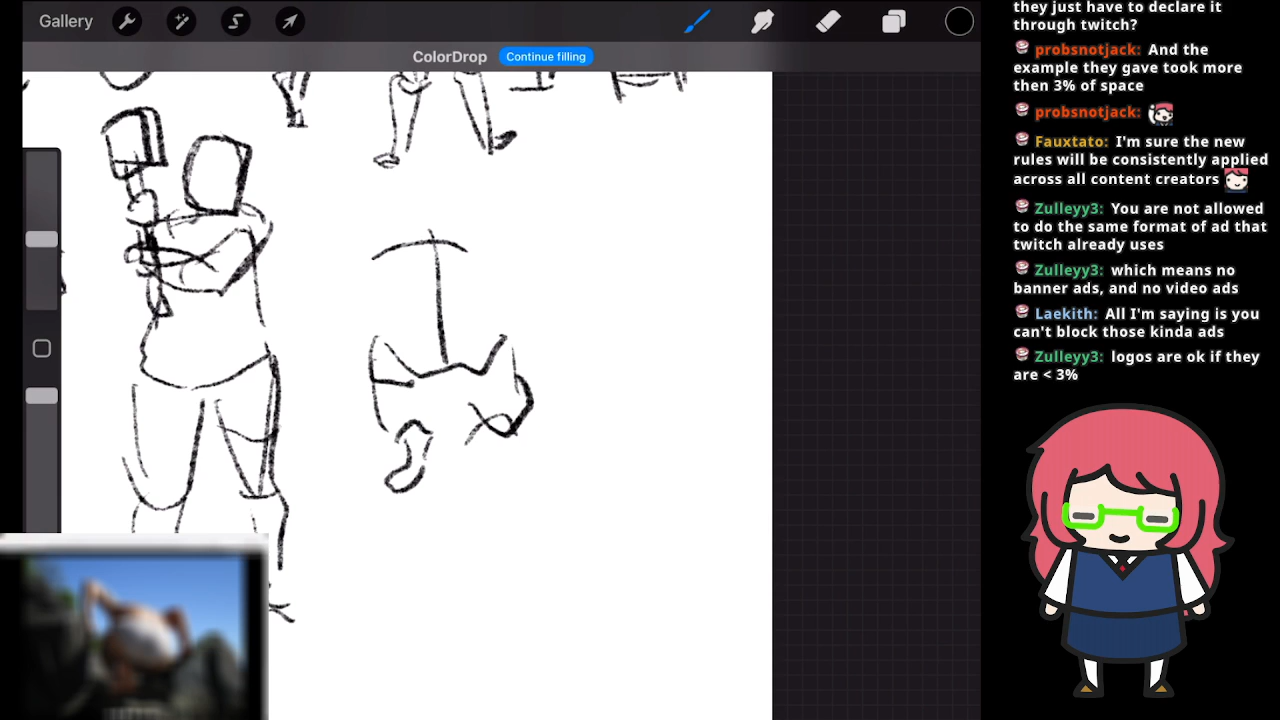 Gallery
ColorDrop Continue filling
they just have to declare it
through twitch?
probsnotjack: And the
example they gave took more
then 3% of space
probsnotjack:
Fauxtato: I'm sure the new
rules will be consistently applied
across all content creators
Zulleyy3: You are not allowed
to do the same format of ad that
twitch already uses
Zulleyy3: which means no
banner ads, and no video ads
Laekith: All I'm saying is you
can't block those kinda ads
Zulleyy3: logos are ok if they
are < 3%